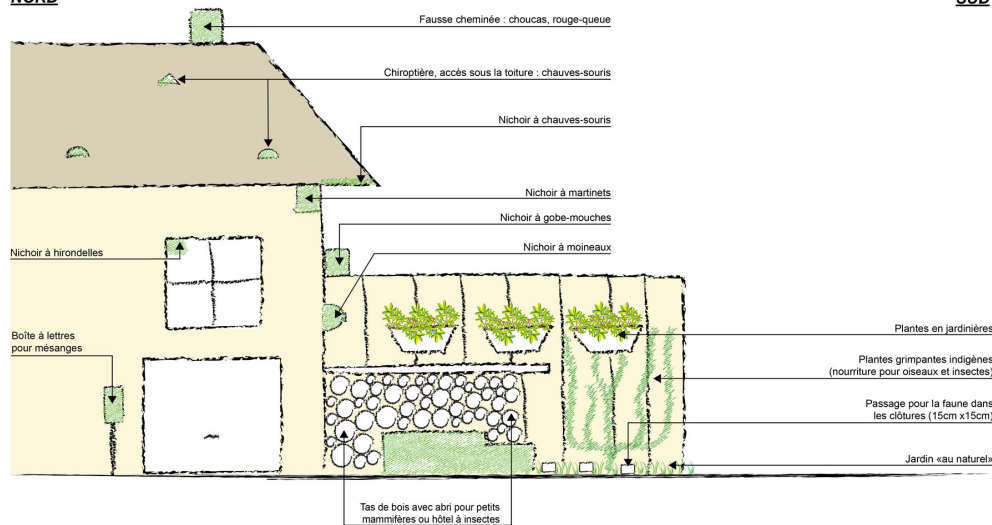 NORD
SUD
Fausse cheminée : choucas, rouge-queue
Chiroptière, accès sous la toiture : chauves-souris
Nichoir à chauves-souris
Nichoir à martinets
Nichoir à gobe-mouches
Nichoir à moineaux
Nichoir à hirondelles
Boîte à lettres
pour mésanges
Plantes en jardinières
Plantes grimpantes indigènes
(nourriture pour oiseaux et insectes)
Passage pour la faune dans
les clôtures (15cm x15cm)
Jardin «au naturel»
Tas de bois avec abri pour petits
mammifères ou hôtel à insectes